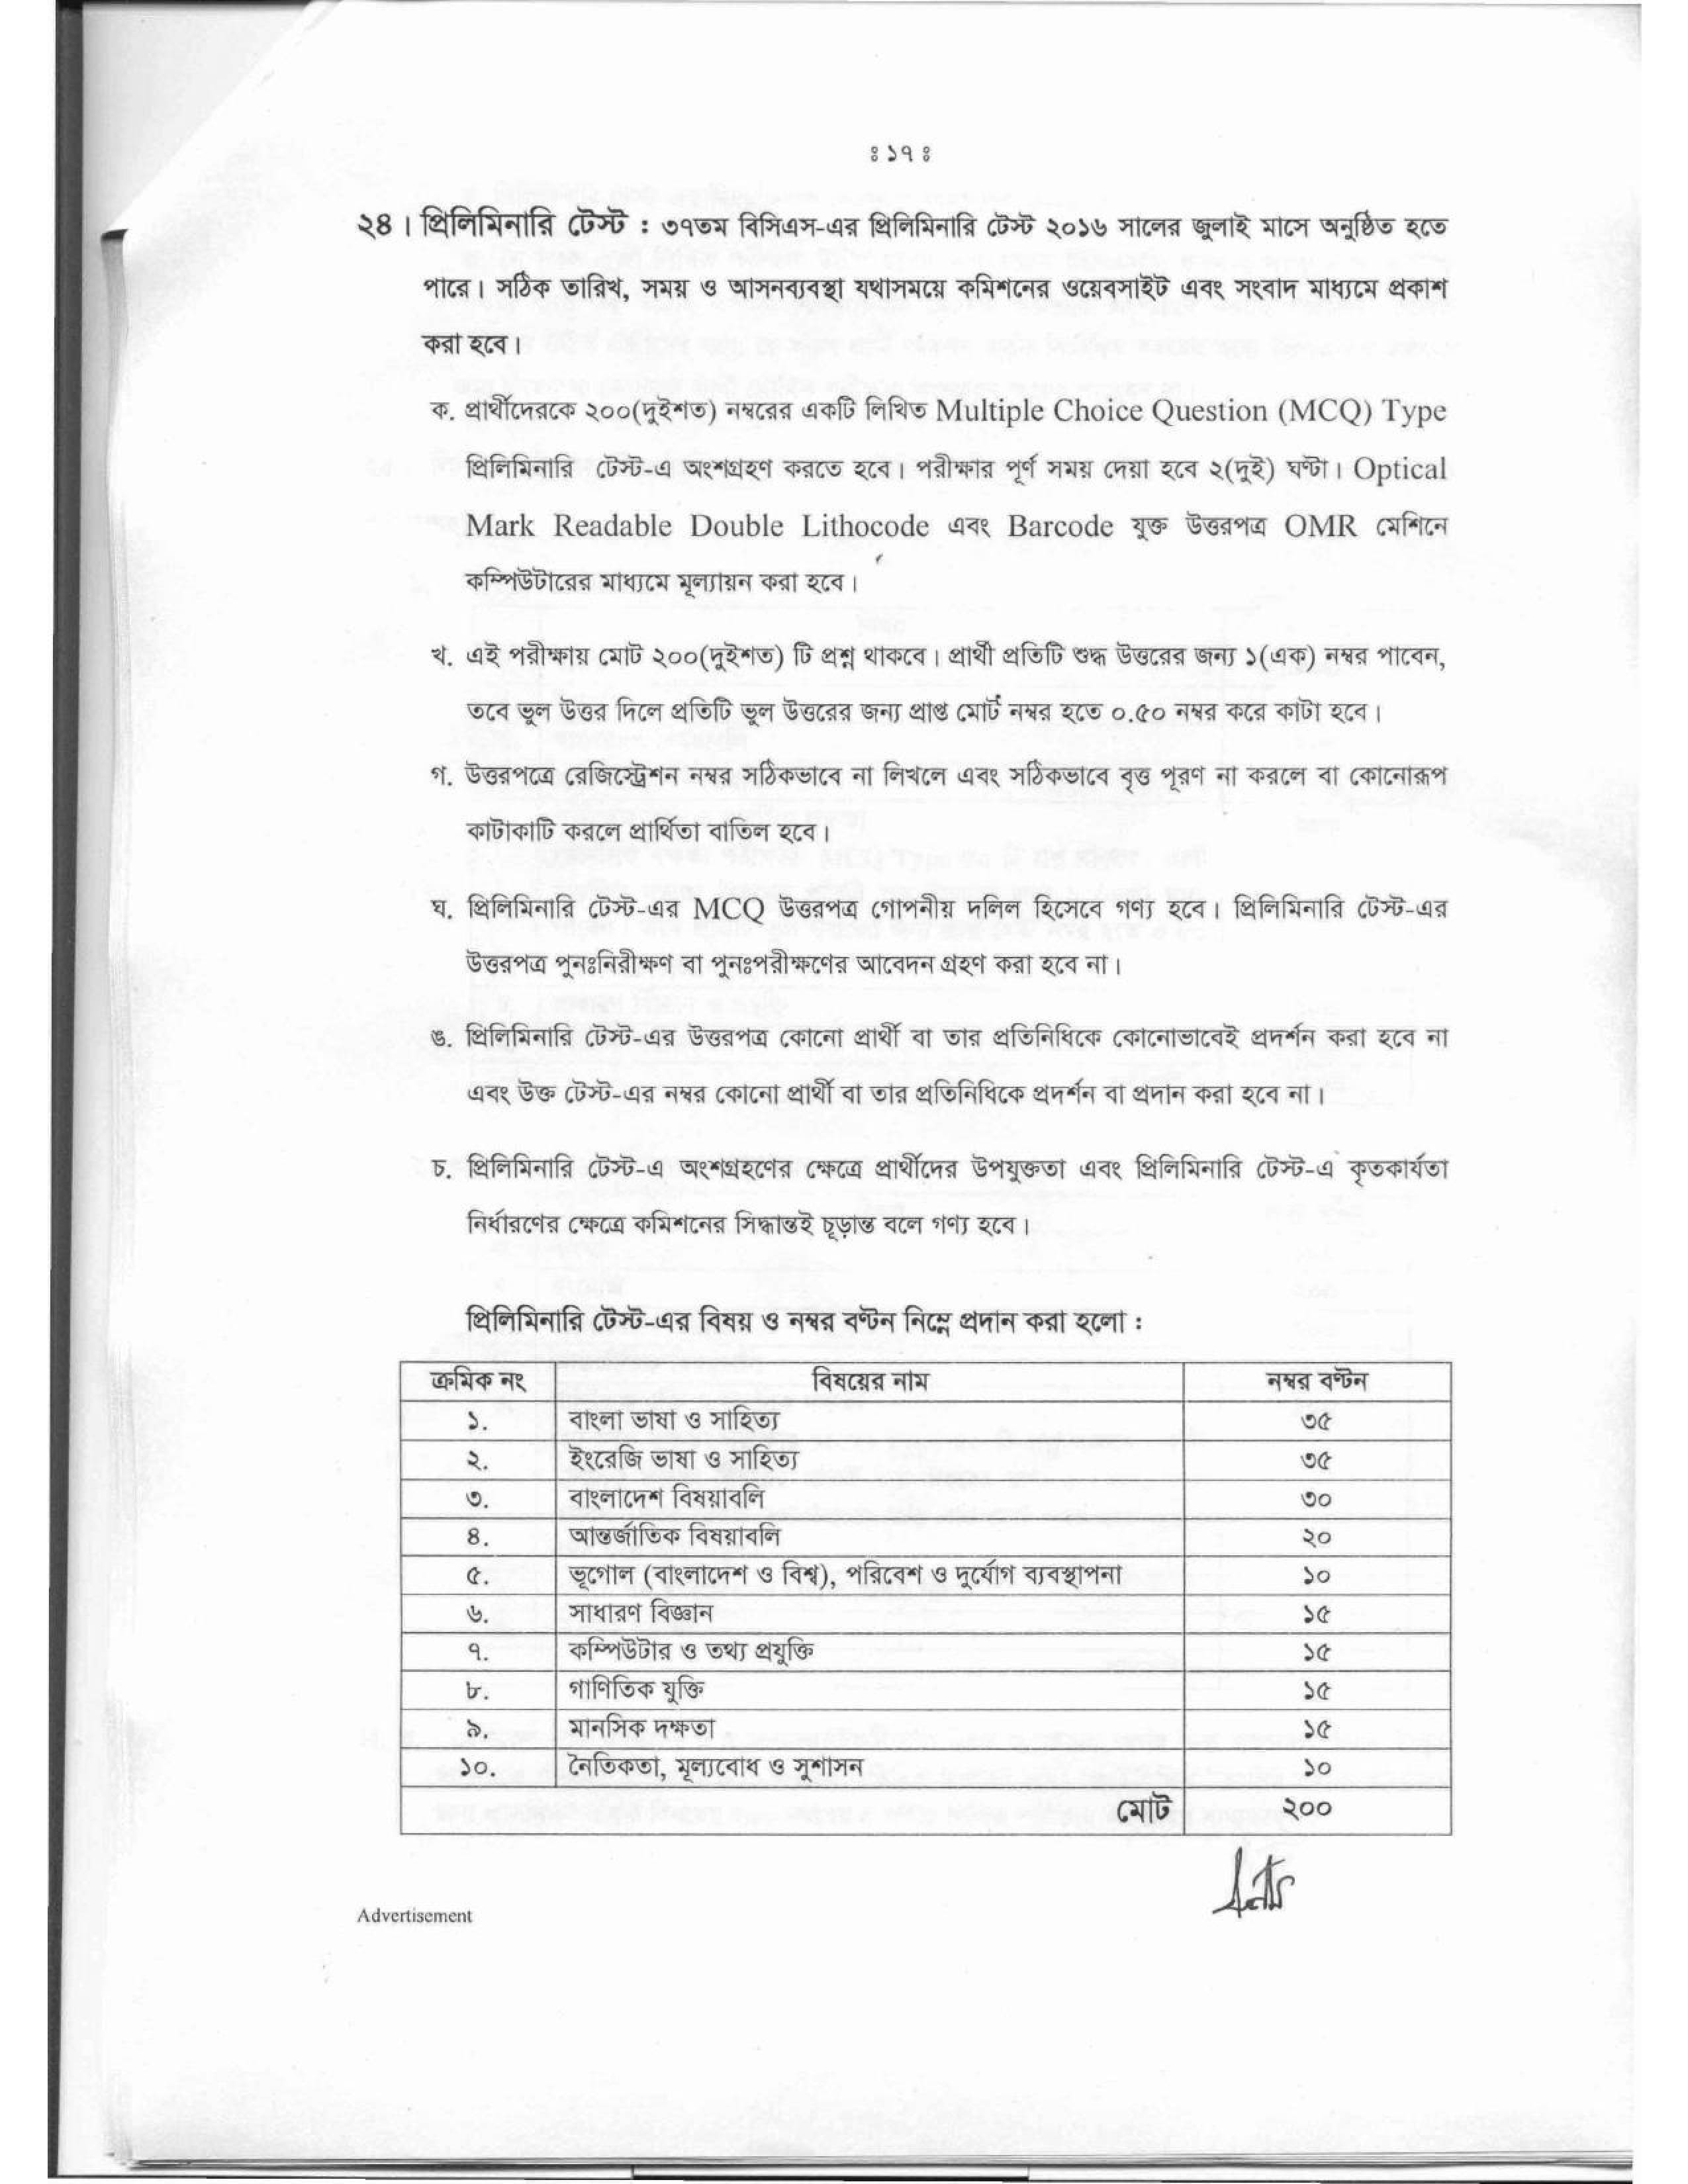 ঃ ১৭ ঃ
২৪। প্রিলিমিনারি টেস্ট : ৩৭তম বিসিএস-এর প্রিলিমিনারি টেস্ট ২০১৬ সালের জুলাই মাসে অনুষ্ঠিত হতে
পারে। সঠিক তারিখ, সময় ও আসনব্যবস্থা যথাসময়ে কমিশনের ওয়েবসাইট এবং সংবাদ মাধ্যমে প্রকাশ
করা হবে।
ক. প্রার্থীদেরকে ২০০(দুইশত) নম্বরের একটি লিখিত Multiple Choice Question (MCQ) Type
প্রিলিমিনারি টেস্ট-এ অংশগ্রহণ করতে হবে। পরীক্ষার পূর্ণ সময় দেয়া হবে ২(দুই) ঘণ্টা। Optical
Mark Readable Double Lithocode এবং Barcode যুক্ত উত্তরপত্র OMR মেশিনে
কম্পিউটারের মাধ্যমে মূল্যায়ন করা হবে।
খ. এই পরীক্ষায় মোট ২০০(দুইশত) টি প্রশ্ন থাকবে। প্রার্থী প্রতিটি শুদ্ধ উত্তরের জন্য ১(এক) নম্বর পাবেন,
তবে ভুল উত্তর দিলে প্রতিটি ভুল উত্তরের জন্য প্রাপ্ত মোট নম্বর হতে ০.৫০ নম্বর করে কাটা হবে।
গ. উত্তরপত্রে রেজিস্ট্রেশন নম্বর সঠিকভাবে না লিখলে এবং সঠিকভাবে বৃত্ত পূরণ না করলে বা কোনোরূপ
কাটাকাটি করলে প্রার্থিতা বাতিল হবে।
ঘ. প্রিলিমিনারি টেস্ট-এর MCQ উত্তরপত্র গোপনীয় দলিল হিসেবে গণ্য হবে। প্রিলিমিনারি টেস্ট-এর
উত্তরপত্র পুনঃনিরীক্ষণ বা পুনঃপরীক্ষণের আবেদন গ্রহণ করা হবে না।
ঙ. প্রিলিমিনারি টেস্ট-এর উত্তরপত্র কোনো প্রার্থী বা তার প্রতিনিধিকে কোনোভাবেই প্রদর্শন করা হবে না
এবং উক্ত টেস্ট-এর নম্বর কোনো প্রার্থী বা তার প্রতিনিধিকে প্রদর্শন বা প্রদান করা হবে না।
চ. প্রিলিমিনারি টেস্ট-এ অংশগ্রহণের ক্ষেত্রে প্রার্থীদের উপযুক্ততা এবং প্রিলিমিনারি টেস্ট-এ কৃতকার্যতা
নির্ধারণের ক্ষেত্রে কমিশনের সিদ্ধান্তই চূড়ান্ত বলে গণ্য হবে।
প্রিলিমিনারি টেস্ট-এর বিষয় ও নম্বর বণ্টন নিম্নে প্রদান করা হলো :
ক্রমিক নং বিষয়ের নাম নম্বর বণ্টন
১. বাংলা ভাষা ও সাহিত্য ৩৫
২. ইংরেজি ভাষা ও সাহিত্য ৩৫
৩. বাংলাদেশ বিষয়াবলি ৩০
৪. আন্তর্জাতিক বিষয়াবলি ২০
৫. ভূগোল (বাংলাদেশ ও বিশ্ব), পরিবেশ ও দুর্যোগ ব্যবস্থাপনা ১০
৬. সাধারণ বিজ্ঞান ১৫
৭. কম্পিউটার ও তথ্য প্রযুক্তি ১৫
৮. গাণিতিক যুক্তি ১৫
৯. মানসিক দক্ষতা ১৫
১০. নৈতিকতা, মূল্যবোধ ও সুশাসন ১০
মোট ২০০
Advertisement